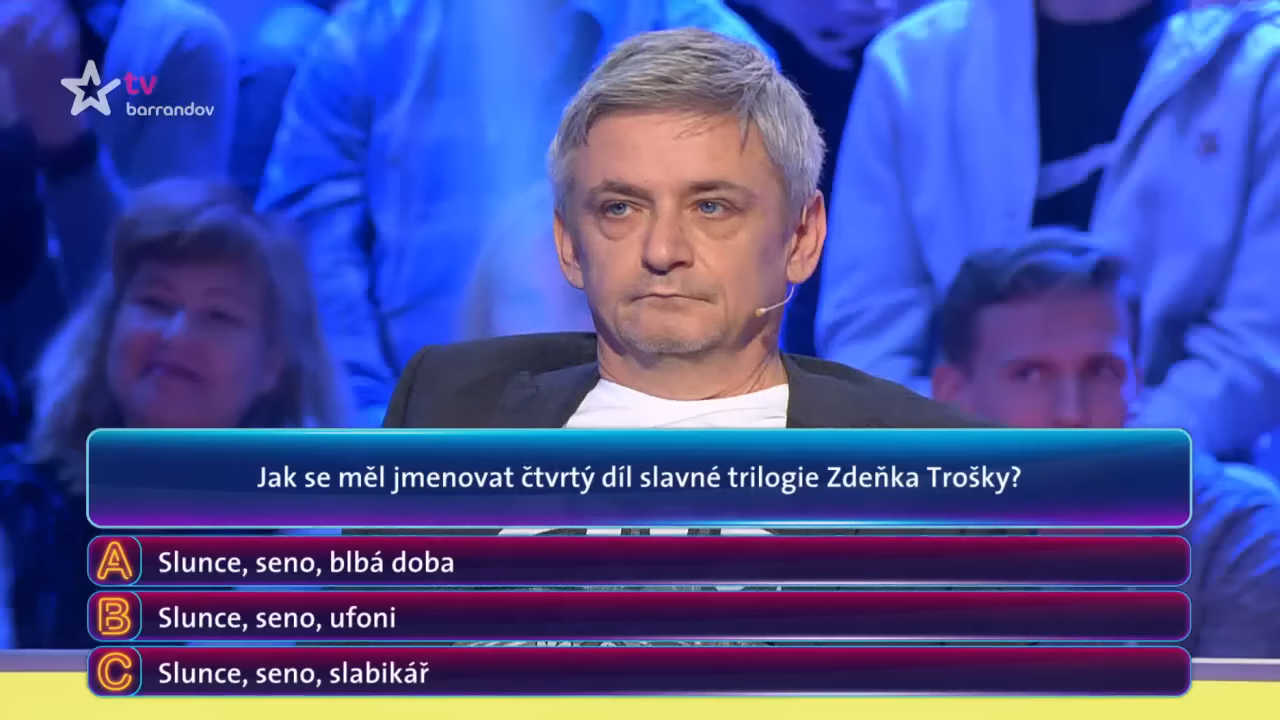 tv
barrandov
Jak se měl jmenovat čtvrtý díl slavné trilogie Zdeňka Trošky?
A Slunce, seno, blbá doba
B Slunce, seno, ufoni
C Slunce, seno, slabikář